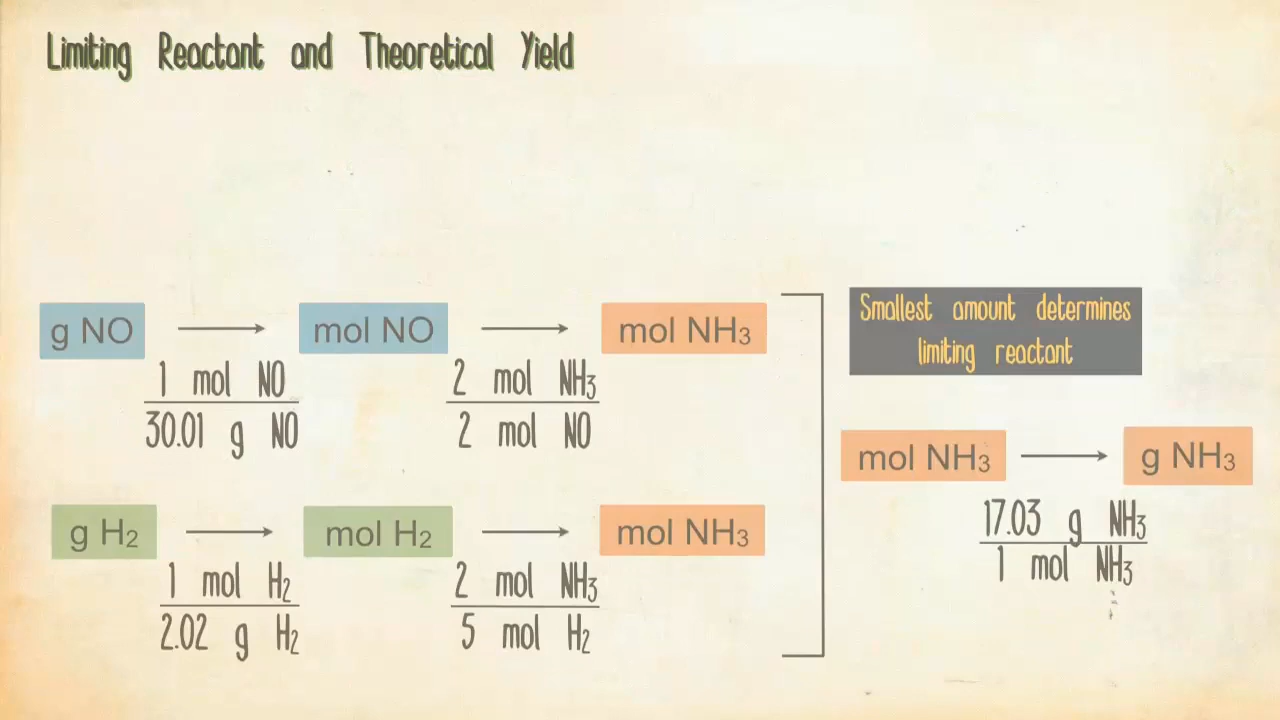 Limiting Reactant and Theoretical Yield
g NO
mol NO
mol NH3
1 mol NO
30.01 g NO
2 mol NH3
2 mol NO
g H2
mol H2
mol NH3
1 mol H2
2.02 g H2
2 mol NH3
5 mol H2
Smallest amount determines
limiting reactant
mol NH3
g NH3
17.03 g NH3
1 mol NH3